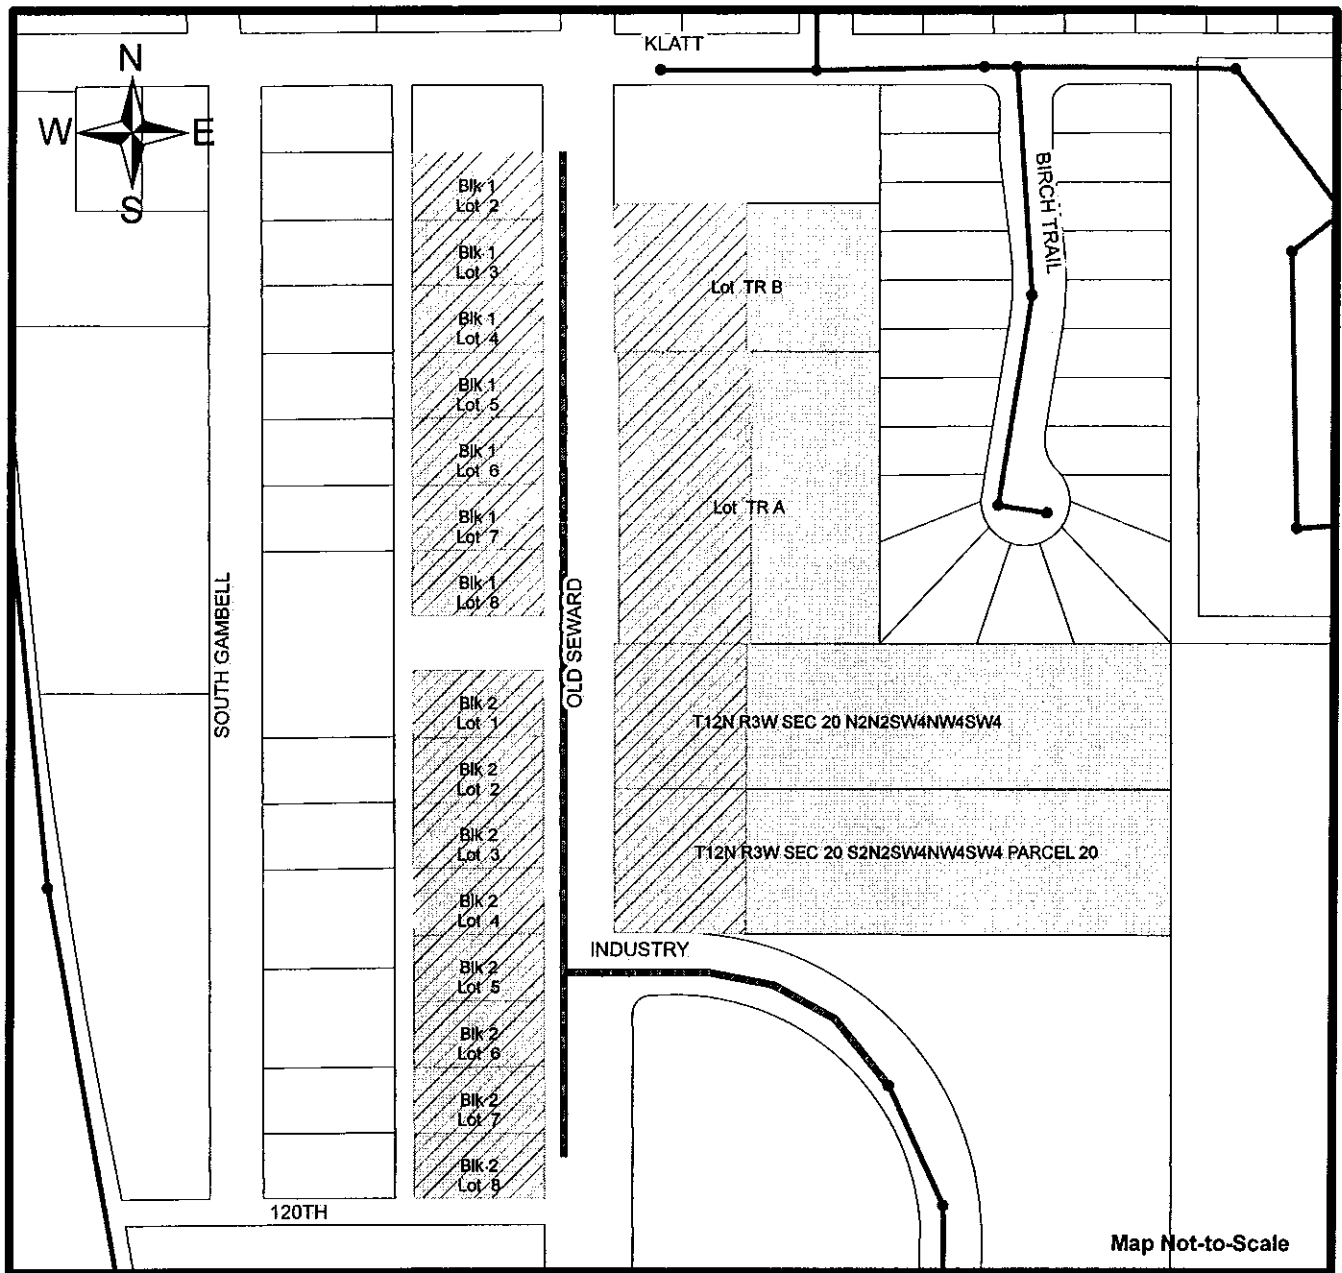 KLATT
N
W E
S
BIRCH TRAIL
Blk 1
Lot 2
Blk 1
Lot 3
Lot TR B
Blk 1
Lot 4
Blk 1
Lot 5
Blk 1
Lot 6
Blk 1
Lot 7
Lot TR A
Blk 1
Lot 8
SOUTH GAMBELL
OLD SEWARD
Blk 2
Lot 1
T12N R3W SEC 20 N2N2SW4NW4SW4
Blk 2
Lot 2
Blk 2
Lot 3
T12N R3W SEC 20 S2N2SW4NW4SW4 PARCEL 20
Blk 2
Lot 4
INDUSTRY
Blk 2
Lot 5
Blk 2
Lot 6
Blk 2
Lot 7
Blk 2
Lot 8
120TH
Map Not-to-Scale